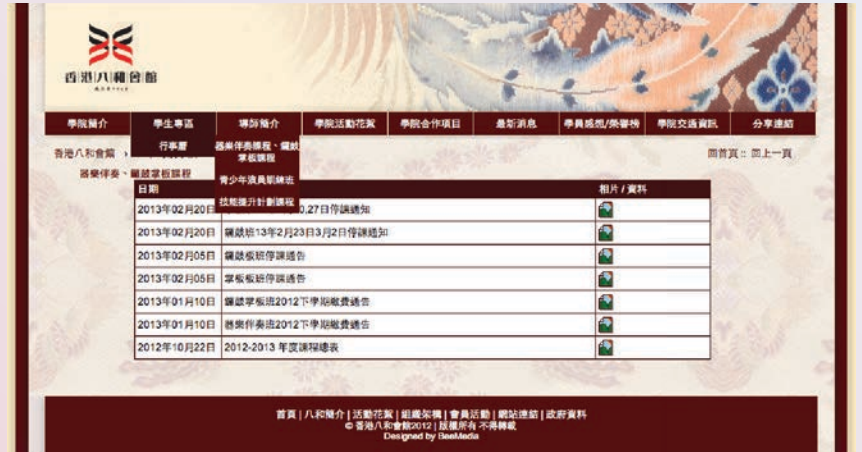 香港八和會館
學院簡介 學生專區 導師簡介 學院活動花絮 學院合作項目 最新消息 學員感想/榮譽榜 學院交通資訊 分享連結
行事曆
器樂伴奏課程、鑼鼓掌板課程
青少年演員訓練班
技能提升計劃課程
香港八和會館 ›
回首頁 :: 回上一頁
器樂伴奏、鑼鼓掌板課程
日期 相片 / 資料
2013年02月20日 0,27日停課通知
2013年02月20日 鑼鼓班13年2月23日3月2日停課通知
2013年02月05日 鑼鼓板班停課通告
2013年02月05日 掌板板班停課通告
2013年01月10日 鑼鼓掌板班2012下學期繳費通告
2013年01月10日 器樂伴奏班2012下學期繳費通告
2012年10月22日 2012-2013 年度課程總表
首頁 | 八和簡介 | 活動花絮 | 組織架構 | 會員活動 | 網站連結 | 政府資料
© 香港八和會館2012 | 版權所有 不得轉載
Designed by BeeMedia